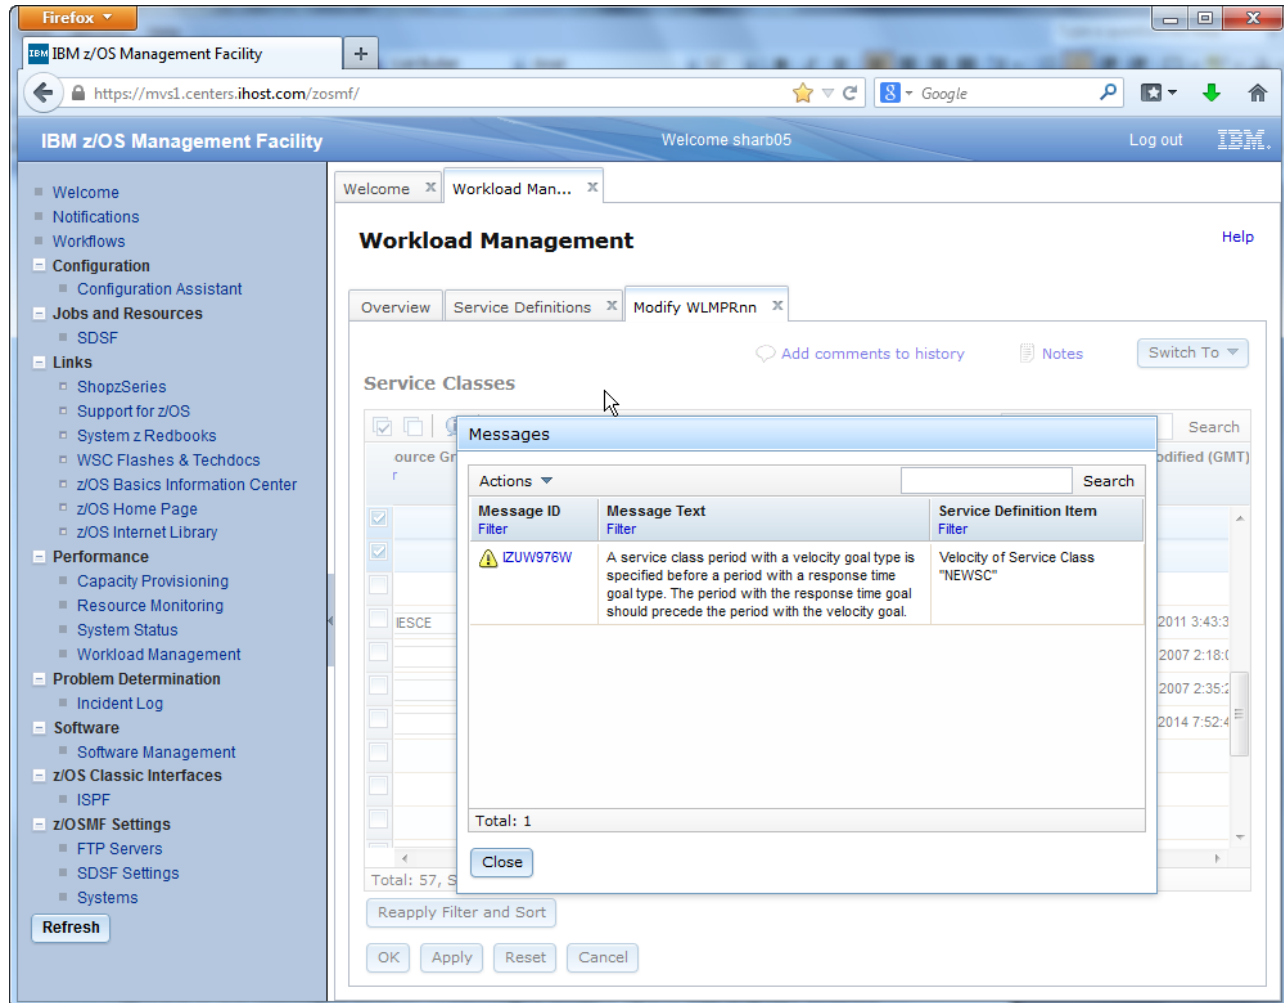 Firefox
IBM IBM z/OS Management Facility
+
https://mvs1.centers.ihost.com/zosmf/
8
Google
IBM z/OS Management Facility
Welcome sharb05
Log out
IBM.
Welcome
Notifications
Workflows
Configuration
Configuration Assistant
Jobs and Resources
SDSF
Links
ShopzSeries
Support for z/OS
System z Redbooks
WSC Flashes & Techdocs
z/OS Basics Information Center
z/OS Home Page
z/OS Internet Library
Performance
Capacity Provisioning
Resource Monitoring
System Status
Workload Management
Problem Determination
Incident Log
Software
Software Management
z/OS Classic Interfaces
ISPF
z/OSMF Settings
FTP Servers
SDSF Settings
Systems
Refresh
Welcome x
Workload Man... x
Workload Management
Help
Overview
Service Definitions x
Modify WLMPRnn x
Add comments to history
Notes
Switch To
Service Classes
Search
ource Gr
r
odified (GMT)
IESCE
2011 3:43:3
2007 2:18:0
2007 2:35:2
2014 7:52:4
Messages
Actions
Search
Message ID
Filter
Message Text
Filter
Service Definition Item
Filter
IZUW976W
A service class period with a velocity goal type is
specified before a period with a response time
goal type. The period with the response time goal
should precede the period with the velocity goal.
Velocity of Service Class
"NEWSC"
Total: 1
Close
Total: 57, S
Reapply Filter and Sort
OK
Apply
Reset
Cancel